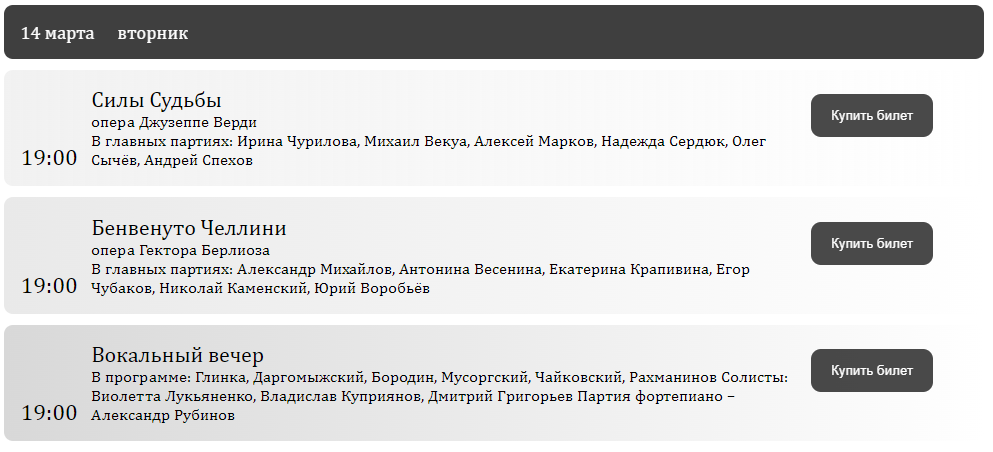 14 марта вторник
Силы Судьбы
опера Джузеппе Верди
В главных партиях: Ирина Чурилова, Михаил Векуа, Алексей Марков, Надежда Сердюк, Олег
Сычёв, Андрей Спехов
19:00
Купить билет
Бенвенуто Челлини
опера Гектора Берлиоза
В главных партиях: Александр Михайлов, Антонина Весенина, Екатерина Крапивина, Егор
Чубаков, Николай Каменский, Юрий Воробьёв
19:00
Купить билет
Вокальный вечер
В программе: Глинка, Даргомыжский, Бородин, Мусоргский, Чайковский, Рахманинов Солисты:
Виолетта Лукьяненко, Владислав Куприянов, Дмитрий Григорьев Партия фортепиано –
Александр Рубинов
19:00
Купить билет